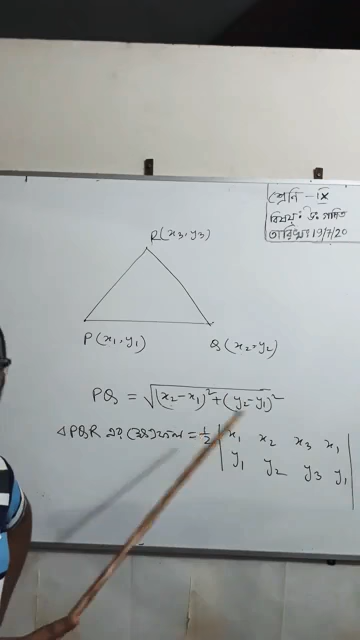 শ্রেণি - IX
বিষয়: উ: গণিত
তারিখ: 19/7/20
R(x3, y3)
P(x1, y1)
Q(x2, y2)
PQ = √(x2-x1)²+(y2-y1)²
△PQR এর ক্ষেত্রফল = 1/2 | x1 x2 x3 x1
y1 y2 y3 y1 |